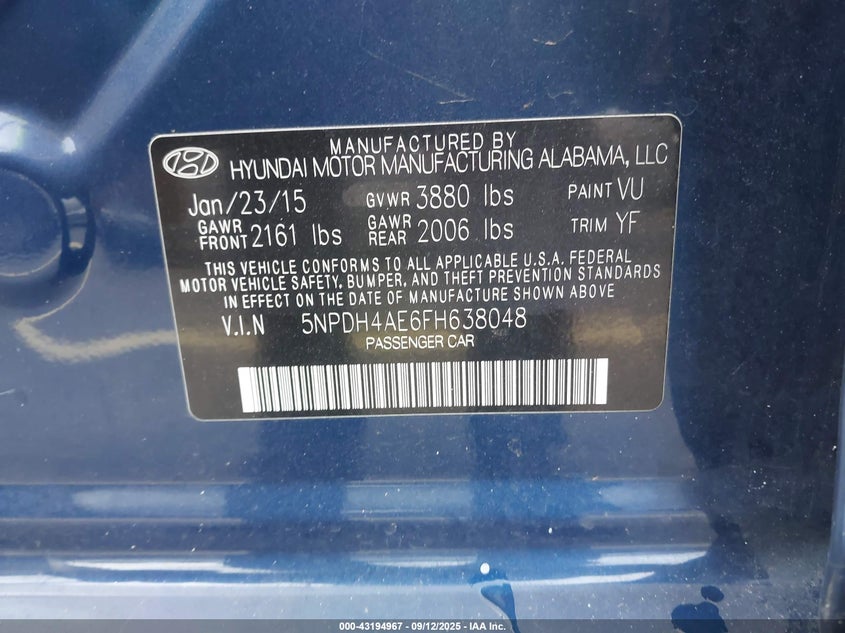 MANUFACTURED BY
HYUNDAI MOTOR MANUFACTURING ALABAMA, LLC
Jan/23/15 GVWR 3880 lbs PAINT VU
GAWR FRONT 2161 lbs GAWR REAR 2006 lbs TRIM YF
THIS VEHICLE CONFORMS TO ALL APPLICABLE U.S.A. FEDERAL
MOTOR VEHICLE SAFETY, BUMPER, AND THEFT PREVENTION STANDARDS
IN EFFECT ON THE DATE OF MANUFACTURE SHOWN ABOVE
V.I.N 5NPDH4AE6FH638048
PASSENGER CAR
000-43194967 - 09/12/2025 - IAA Inc.